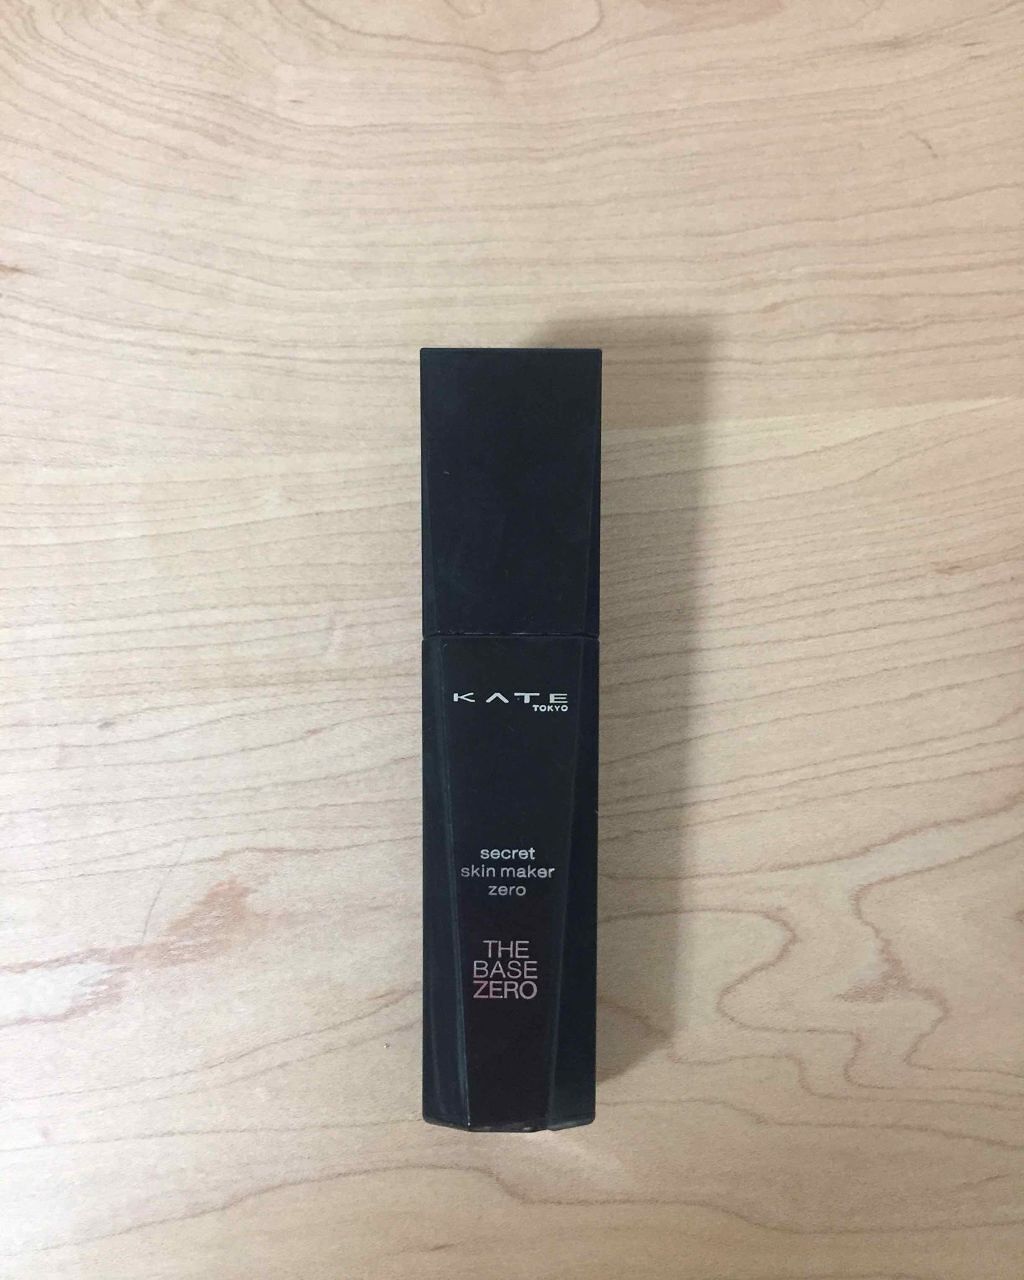 KATE
TOKYO
secret
skin maker
zero
THE
BASE
ZERO